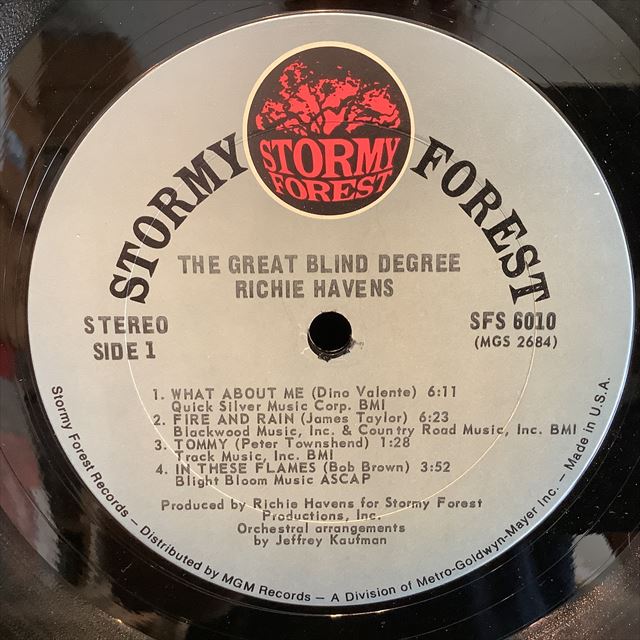 STORMY
FOREST
STORMY FOREST
THE GREAT BLIND DEGREE
RICHIE HAVENS
STEREO
SIDE 1
SFS 6010
(MGS 2684)
1. WHAT ABOUT ME (Dino Valente) 6:11
Quick Silver Music Corp. BMI
2. FIRE AND RAIN (James Taylor) 6:23
Blackwood Music, Inc. & Country Road Music, Inc. BMI
3. TOMMY (Peter Townshend) 1:28
Track Music, Inc. BMI
4. IN THESE FLAMES (Bob Brown) 3:52
Blight Bloom Music ASCAP
Produced by Richie Havens for Stormy Forest
Productions, Inc.
Orchestral arrangements
by Jeffrey Kaufman
Stormy Forest Records – Distributed by MGM Records – A Division of Metro-Goldwyn-Mayer Inc. – Made in U.S.A.